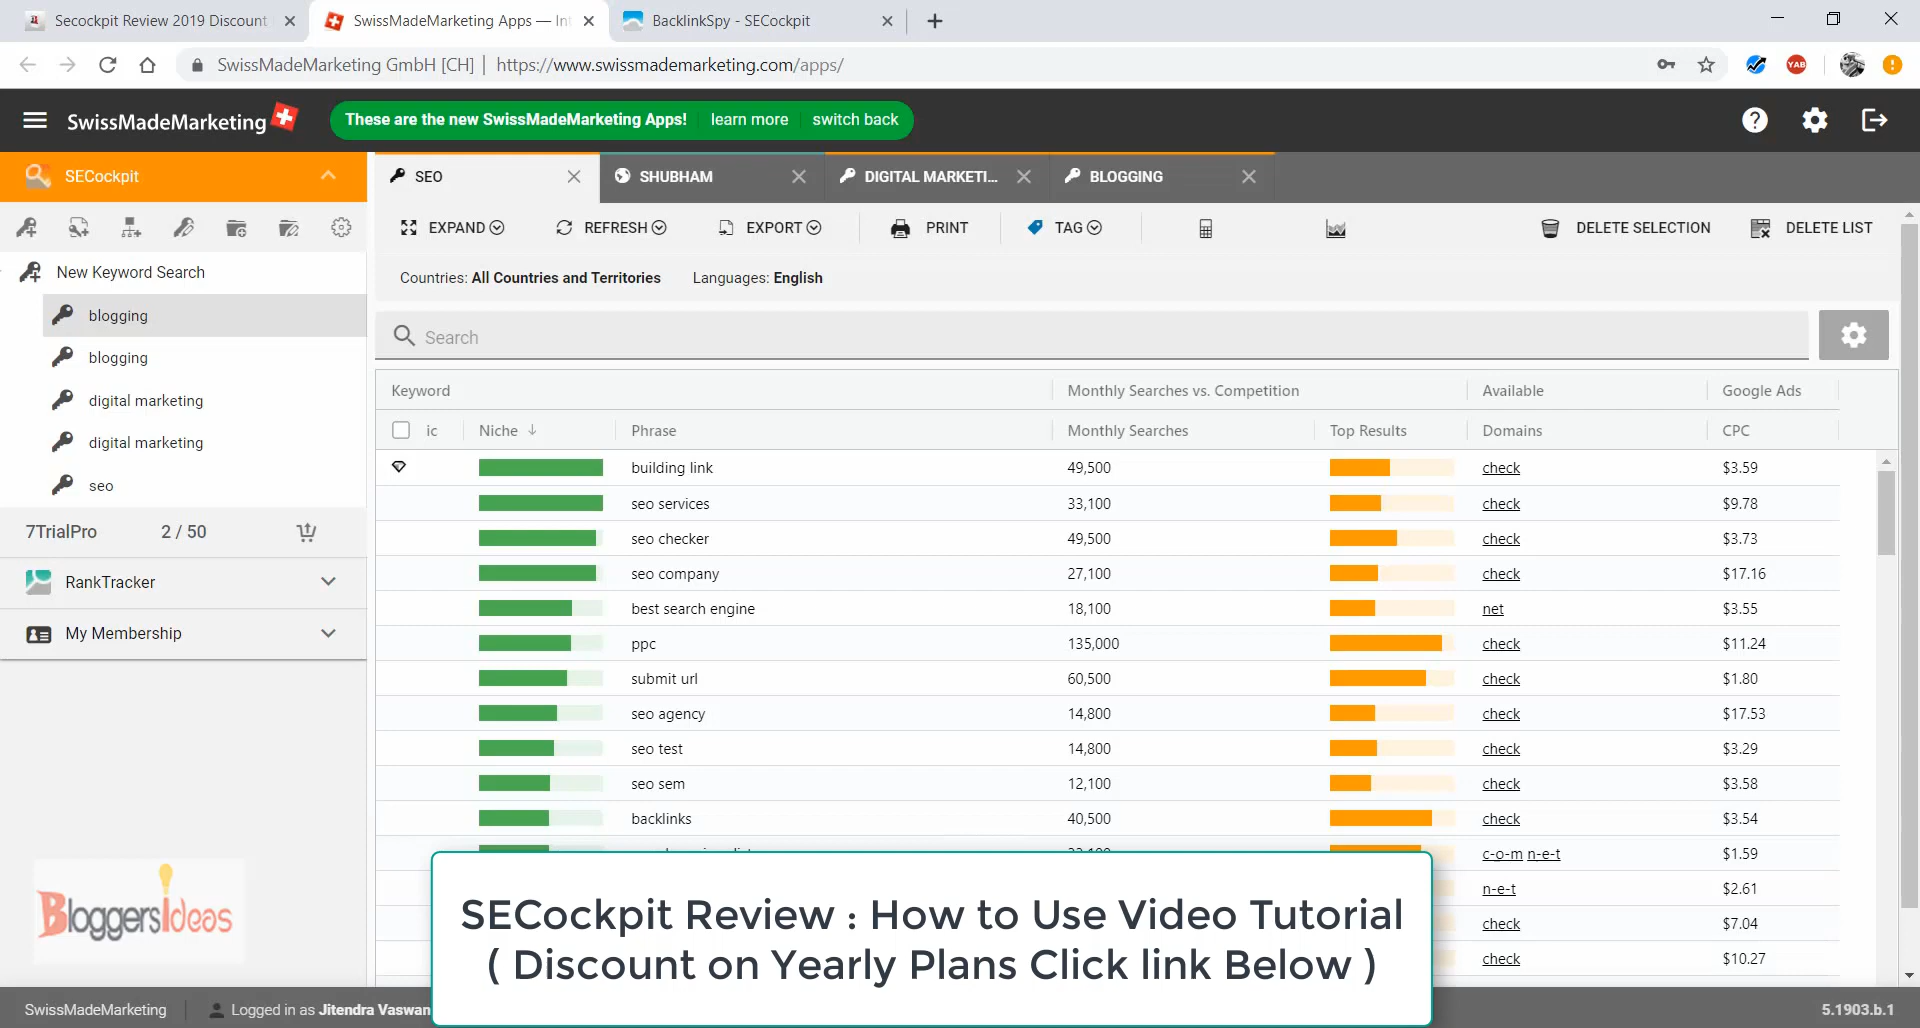 Secockpit Review 2019 Discount
SwissMadeMarketing Apps — Int
BacklinkSpy - SECockpit
SwissMadeMarketing GmbH [CH] | https://www.swissmademarketing.com/apps/
YAB
SwissMadeMarketing
These are the new SwissMadeMarketing Apps! learn more switch back
SECockpit
SEO
SHUBHAM
DIGITAL MARKETI...
BLOGGING
EXPAND
REFRESH
EXPORT
PRINT
TAG
DELETE SELECTION
DELETE LIST
New Keyword Search
blogging
blogging
digital marketing
digital marketing
seo
7TrialPro 2 / 50
RankTracker
My Membership
Countries: All Countries and Territories Languages: English
Search
Keyword Monthly Searches vs. Competition Available Google Ads
ic Niche Phrase Monthly Searches Top Results Domains CPC
building link 49,500 check $3.59
seo services 33,100 check $9.78
seo checker 49,500 check $3.73
seo company 27,100 check $17.16
best search engine 18,100 net $3.55
ppc 135,000 check $11.24
submit url 60,500 check $1.80
seo agency 14,800 check $17.53
seo test 14,800 check $3.29
seo sem 12,100 check $3.58
backlinks 40,500 check $3.54
c-o-m n-e-t $1.59
n-e-t $2.61
check $7.04
check $10.27
BloggersIdeas
SECockpit Review : How to Use Video Tutorial
( Discount on Yearly Plans Click link Below )
SwissMadeMarketing
Logged in as Jitendra Vaswan
5.1903.b.1